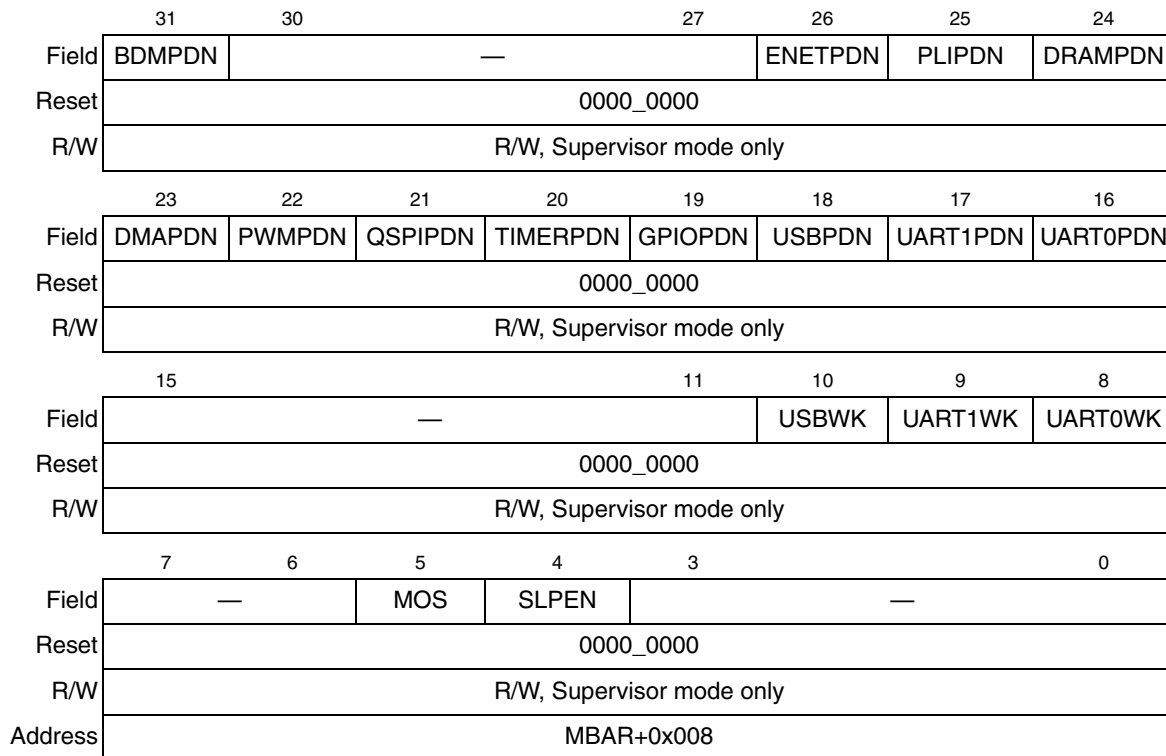 31 30 27 26 25 24
Field BDMPDN — ENETPDN PLIPDN DRAMPDN
Reset 0000_0000
R/W R/W, Supervisor mode only
23 22 21 20 19 18 17 16
Field DMAPDN PWMPDN QSPIPDN TIMERPDN GPIOPDN USBPDN UART1PDN UART0PDN
Reset 0000_0000
R/W R/W, Supervisor mode only
15 11 10 9 8
Field — USBWK UART1WK UART0WK
Reset 0000_0000
R/W R/W, Supervisor mode only
7 6 5 4 3 0
Field — MOS SLPEN —
Reset 0000_0000
R/W R/W, Supervisor mode only
Address MBAR+0x008